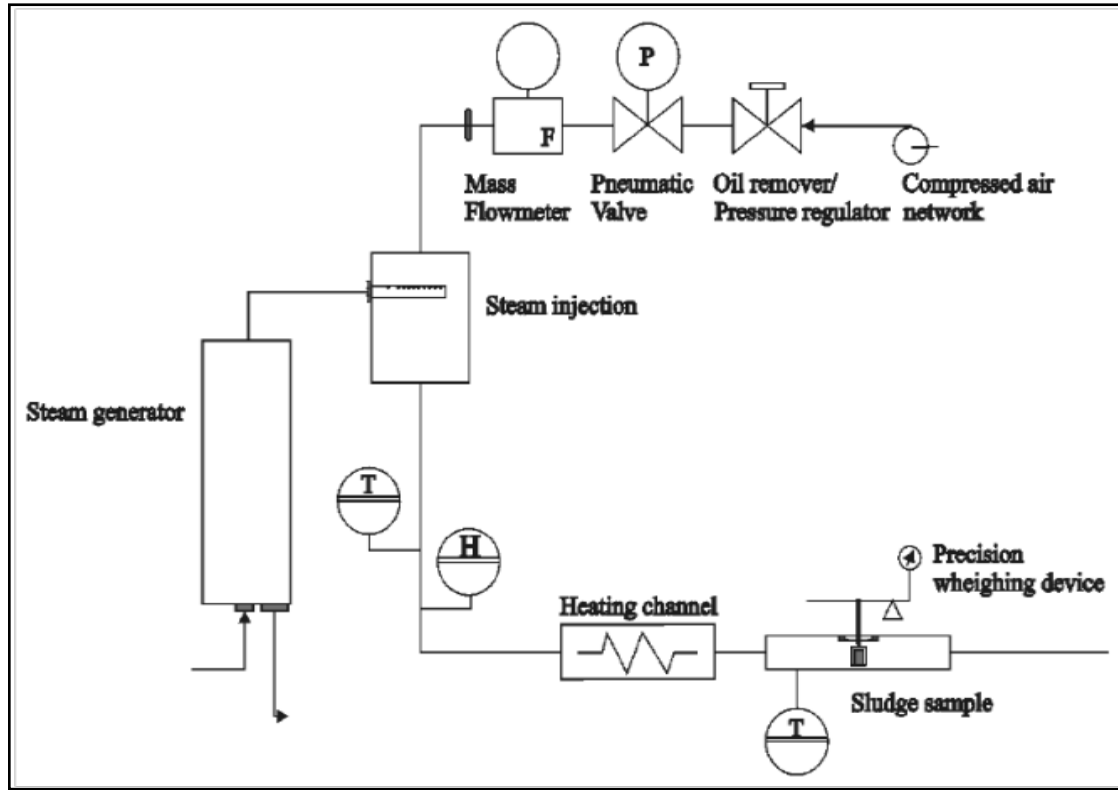 P
F
Mass
Flowmeter
Pneumatic
Valve
Oil remover/
Pressure regulator
Compressed air
network
Steam injection
Steam generator
T
H
Precision
wheighing device
Heating channel
Sludge sample
T